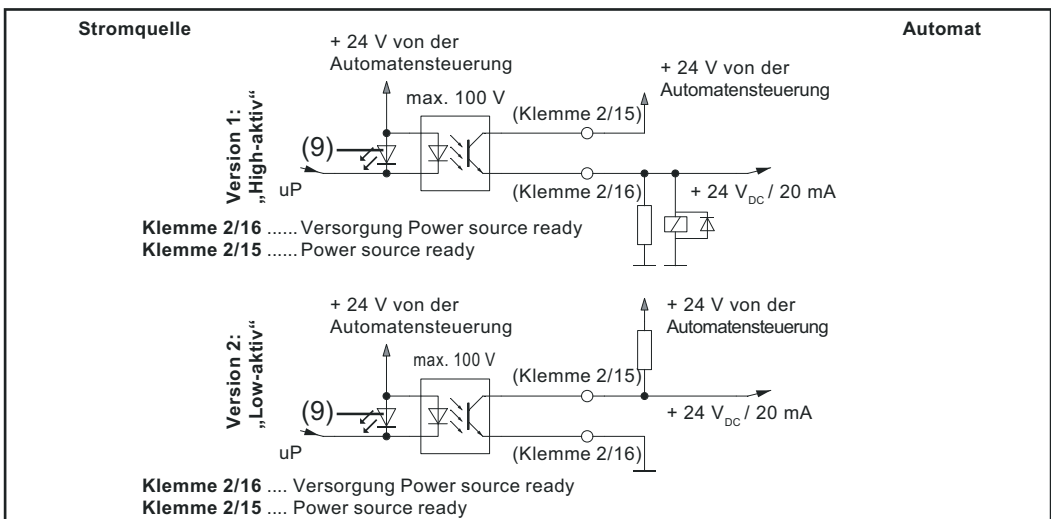 Stromquelle
Automat
Version 1:
„High-aktiv“
+ 24 V von der
Automatensteuerung
max. 100 V
(Klemme 2/15)
+ 24 V von der
Automatensteuerung
(9)
uP
(Klemme 2/16)
+ 24 V DC / 20 mA
Klemme 2/16 ...... Versorgung Power source ready
Klemme 2/15 ...... Power source ready
Version 2:
„Low-aktiv“
+ 24 V von der
Automatensteuerung
max. 100 V
(Klemme 2/15)
+ 24 V von der
Automatensteuerung
(9)
uP
(Klemme 2/16)
+ 24 V DC / 20 mA
Klemme 2/16 .... Versorgung Power source ready
Klemme 2/15 .... Power source ready